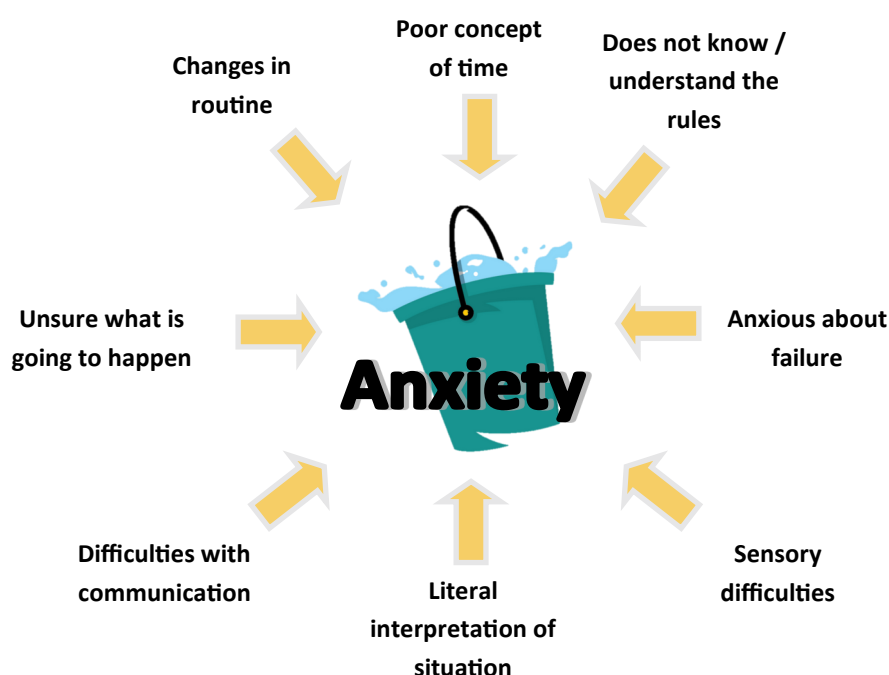 Poor concept
of time
Does not know /
understand the
rules
Changes in
routine
Unsure what is
going to happen
Anxious about
failure
Anxiety
Difficulties with
communication
Literal
interpretation of
situation
Sensory
difficulties